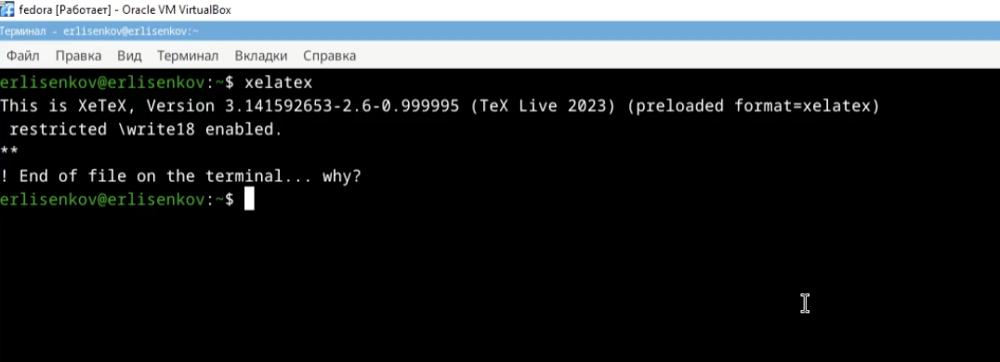 fedora [Работает] - Oracle VM VirtualBox
Терминал - erlisenkov@erlisenkov:~
Файл Правка Вид Терминал Вкладки Справка
erlisenkov@erlisenkov:~$ xelatex
This is XeTeX, Version 3.141592653-2.6-0.999995 (TeX Live 2023) (preloaded format=xelatex)
 restricted \write18 enabled.
**
! End of file on the terminal... why?
erlisenkov@erlisenkov:~$